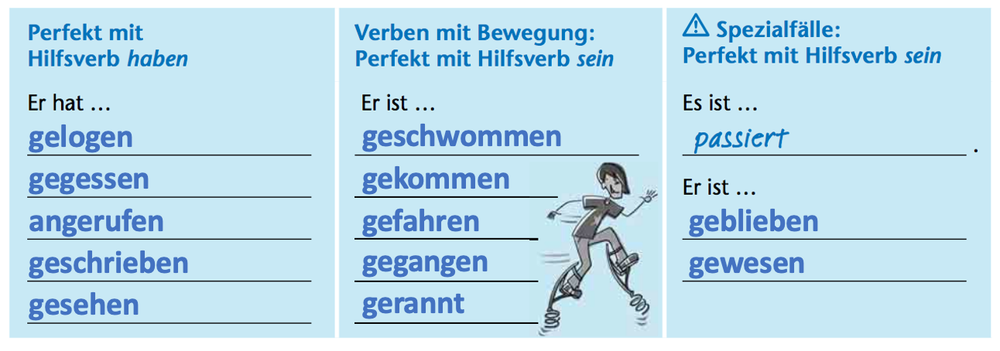 Perfekt mit
Hilfsverb haben
Er hat …
gelogen
gegessen
angerufen
geschrieben
gesehen
Verben mit Bewegung:
Perfekt mit Hilfsverb sein
Er ist …
geschwommen
gekommen
gefahren
gegangen
gerannt
⚠ Spezialfälle:
Perfekt mit Hilfsverb sein
Es ist …
passiert .
Er ist …
geblieben
gewesen